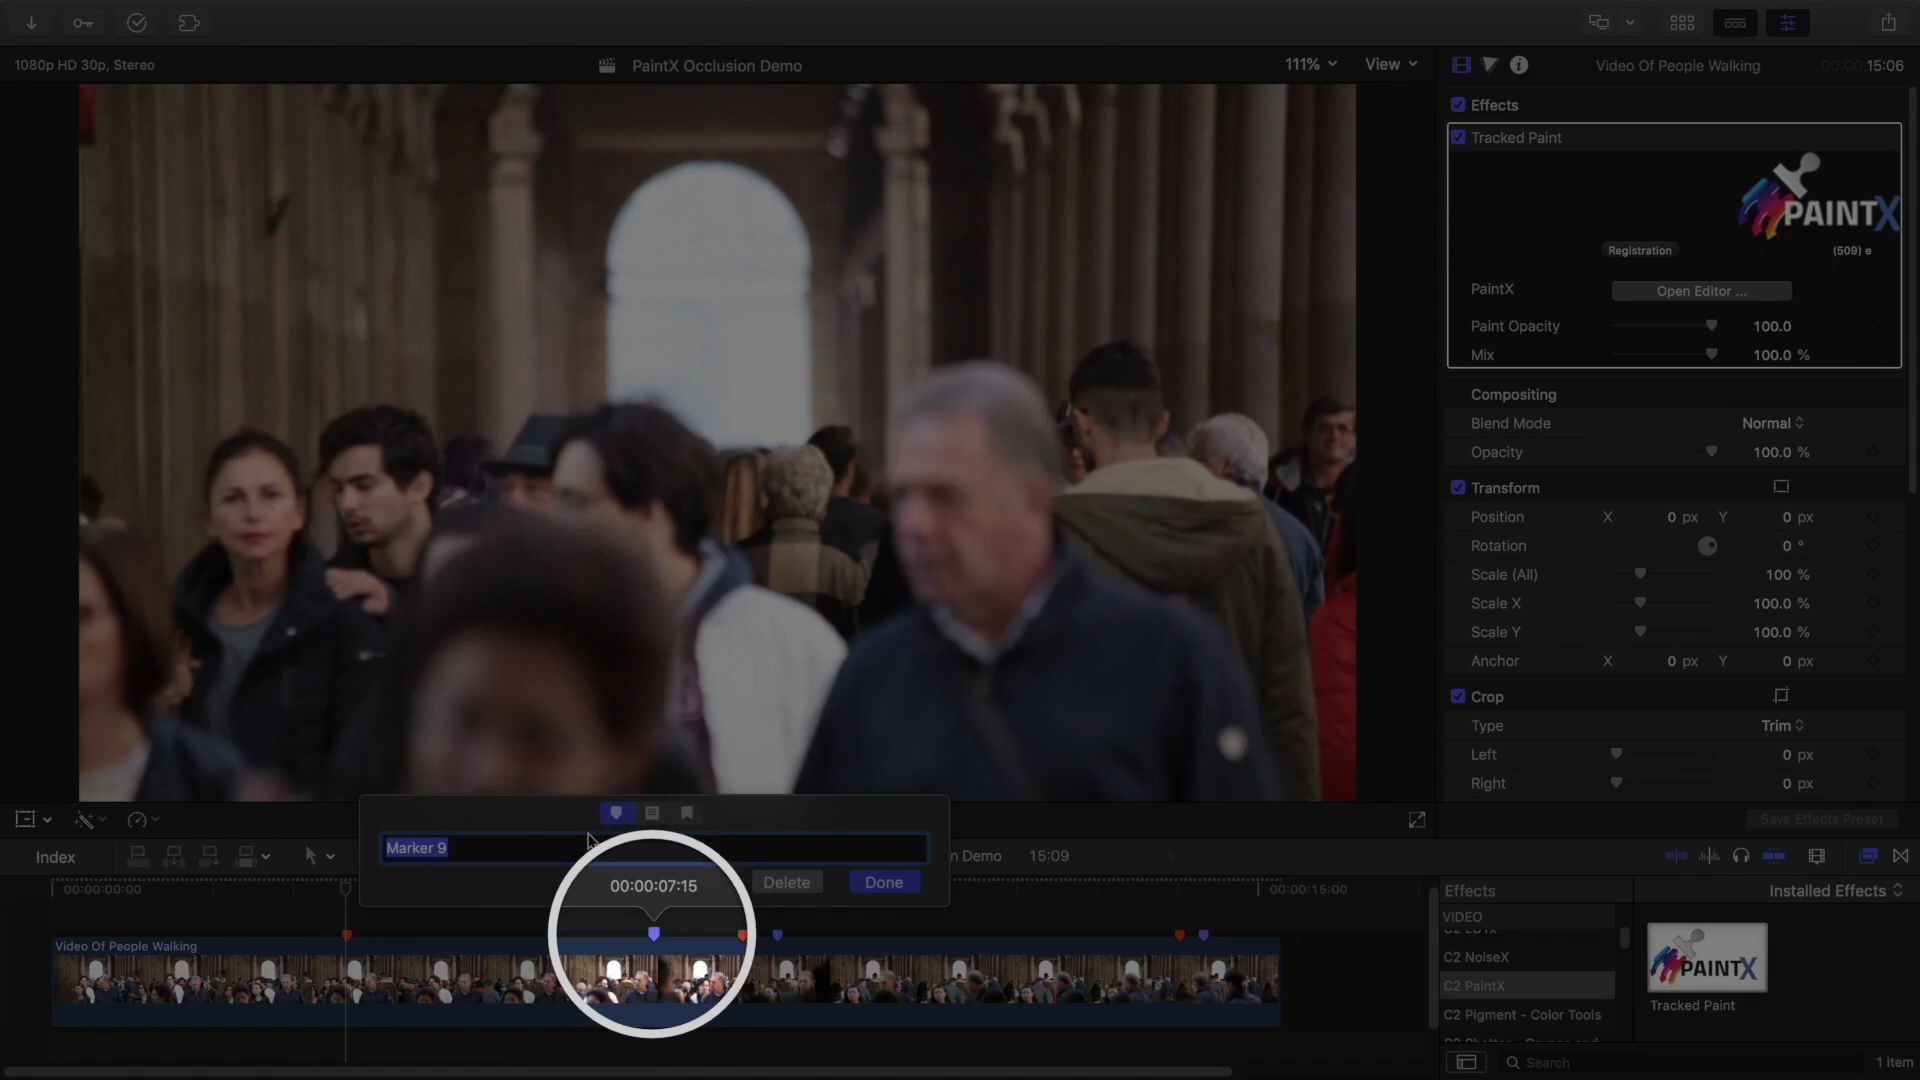 1080p HD 30p, Stereo
PaintX Occlusion Demo
111%
View
Video Of People Walking
00:00:15:06
Effects
Tracked Paint
PAINTX
Registration
(509) e
PaintX
Open Editor ...
Paint Opacity
100.0
Mix
100.0 %
Compositing
Blend Mode
Normal
Opacity
100.0 %
Transform
Position
X
0 px
Y
0 px
Rotation
0 °
Scale (All)
100 %
Scale X
100.0 %
Scale Y
100.0 %
Anchor
X
0 px
Y
0 px
Crop
Type
Trim
Left
0 px
Right
0 px
Save Effects Preset
Marker 9
00:00:07:15
Delete
Done
Index
n Demo
15:09
00:00:00:00
00:00:15:00
Video Of People Walking
Effects
Installed Effects
VIDEO
C2 NoiseX
C2 PaintX
C2 Pigment - Color Tools
PAINTX
Tracked Paint
Search
1 item